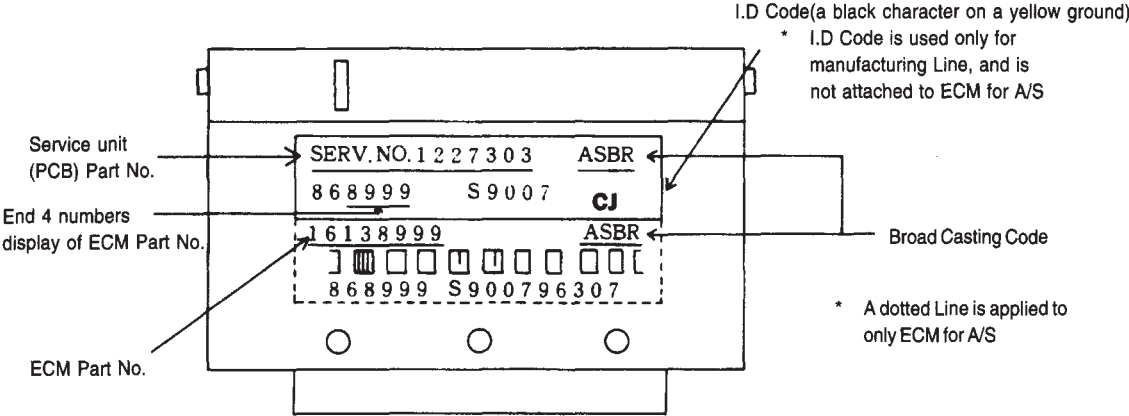 I.D Code(a black character on a yellow ground)
* I.D Code is used only for
manufacturing Line, and is
not attached to ECM for A/S
Service unit
(PCB) Part No.
SERV.NO.1227303 ASBR
868999 S9007 CJ
End 4 numbers
display of ECM Part No.
16138999 ASBR
Broad Casting Code
868999 S900796307
* A dotted Line is applied to
only ECM for A/S
ECM Part No.